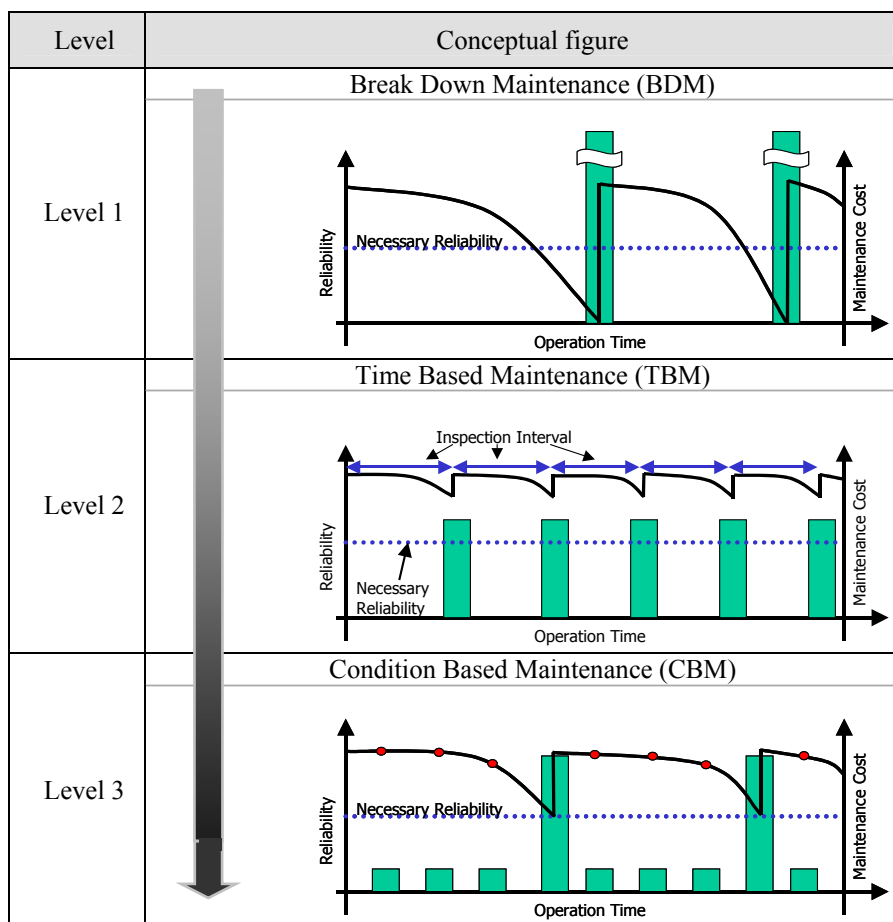 Level
Conceptual figure
Level 1
Break Down Maintenance (BDM)
Reliability
Necessary Reliability
Maintenance Cost
Operation Time
Level 2
Time Based Maintenance (TBM)
Inspection Interval
Reliability
Necessary
Reliability
Maintenance Cost
Operation Time
Level 3
Condition Based Maintenance (CBM)
Reliability
Necessary Reliability
Maintenance Cost
Operation Time